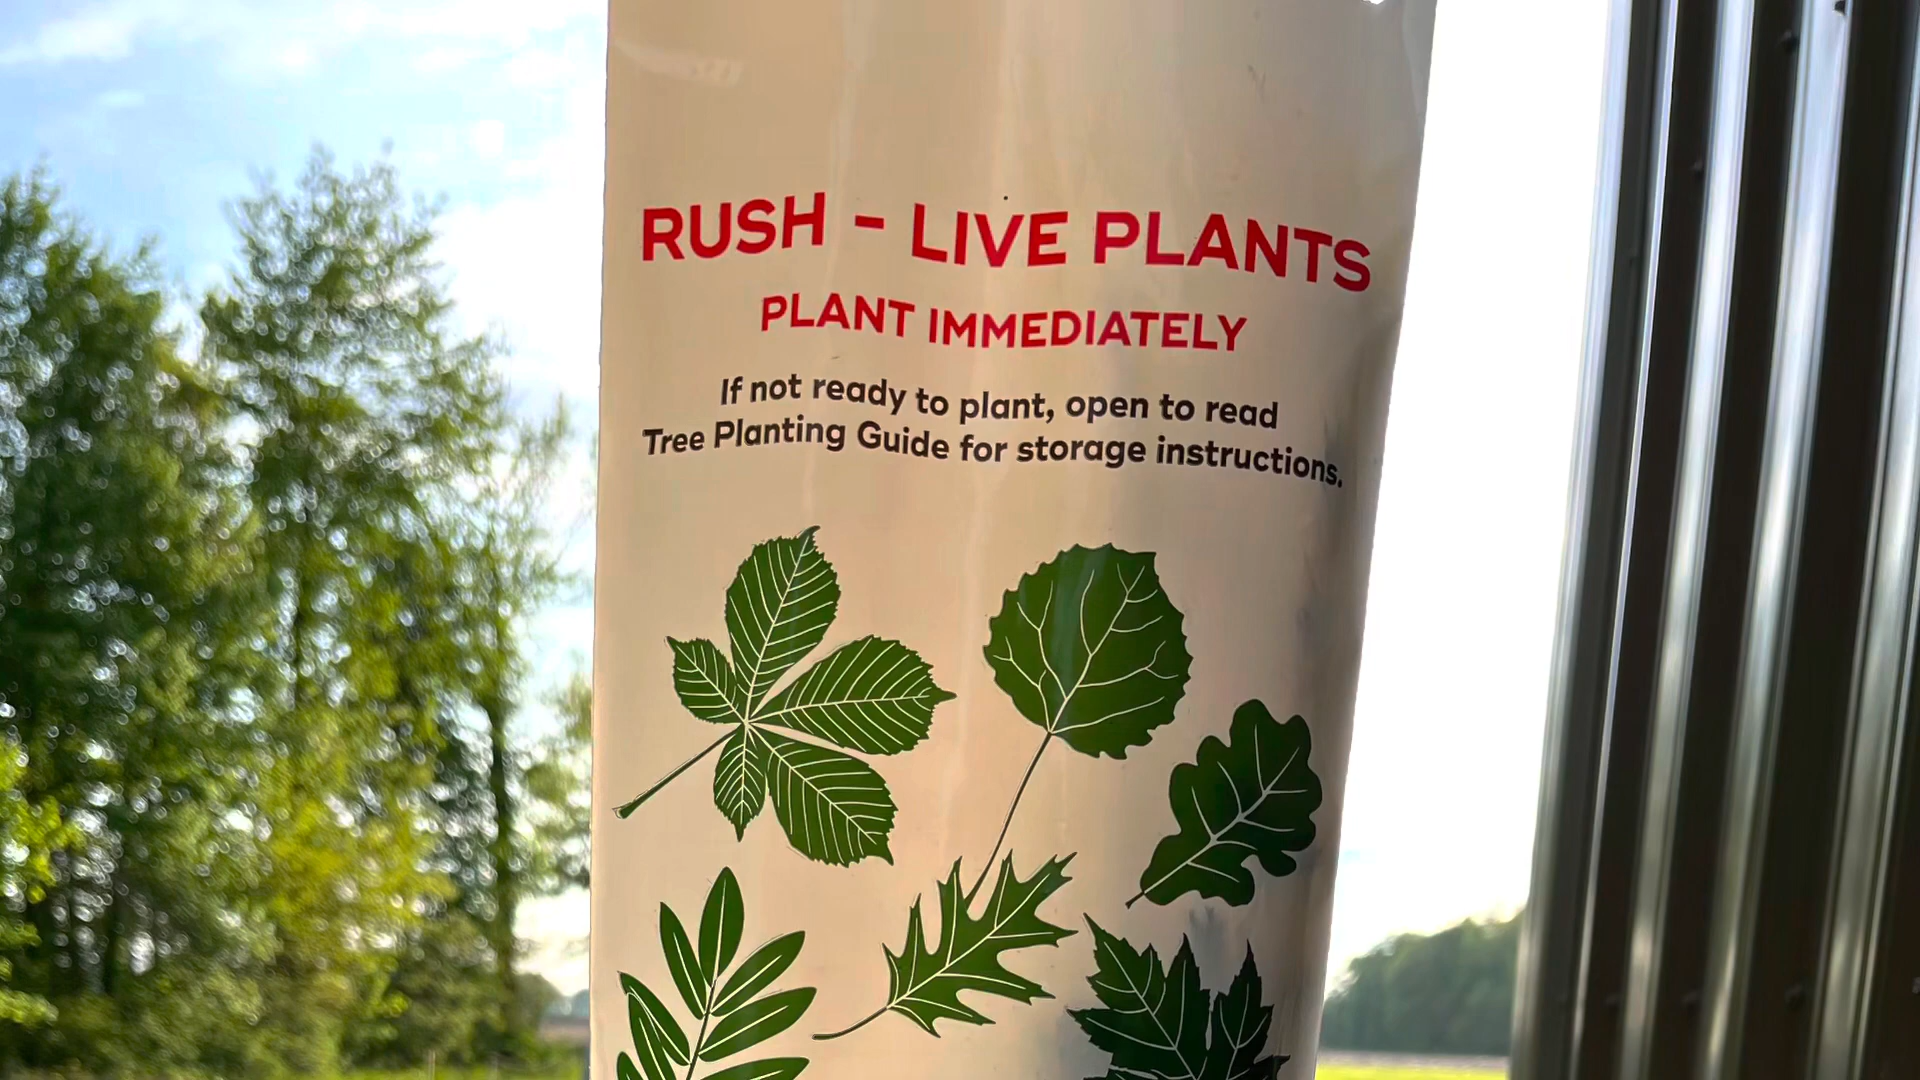 RUSH - LIVE PLANTS
PLANT IMMEDIATELY
If not ready to plant, open to read
Tree Planting Guide for storage instructions.